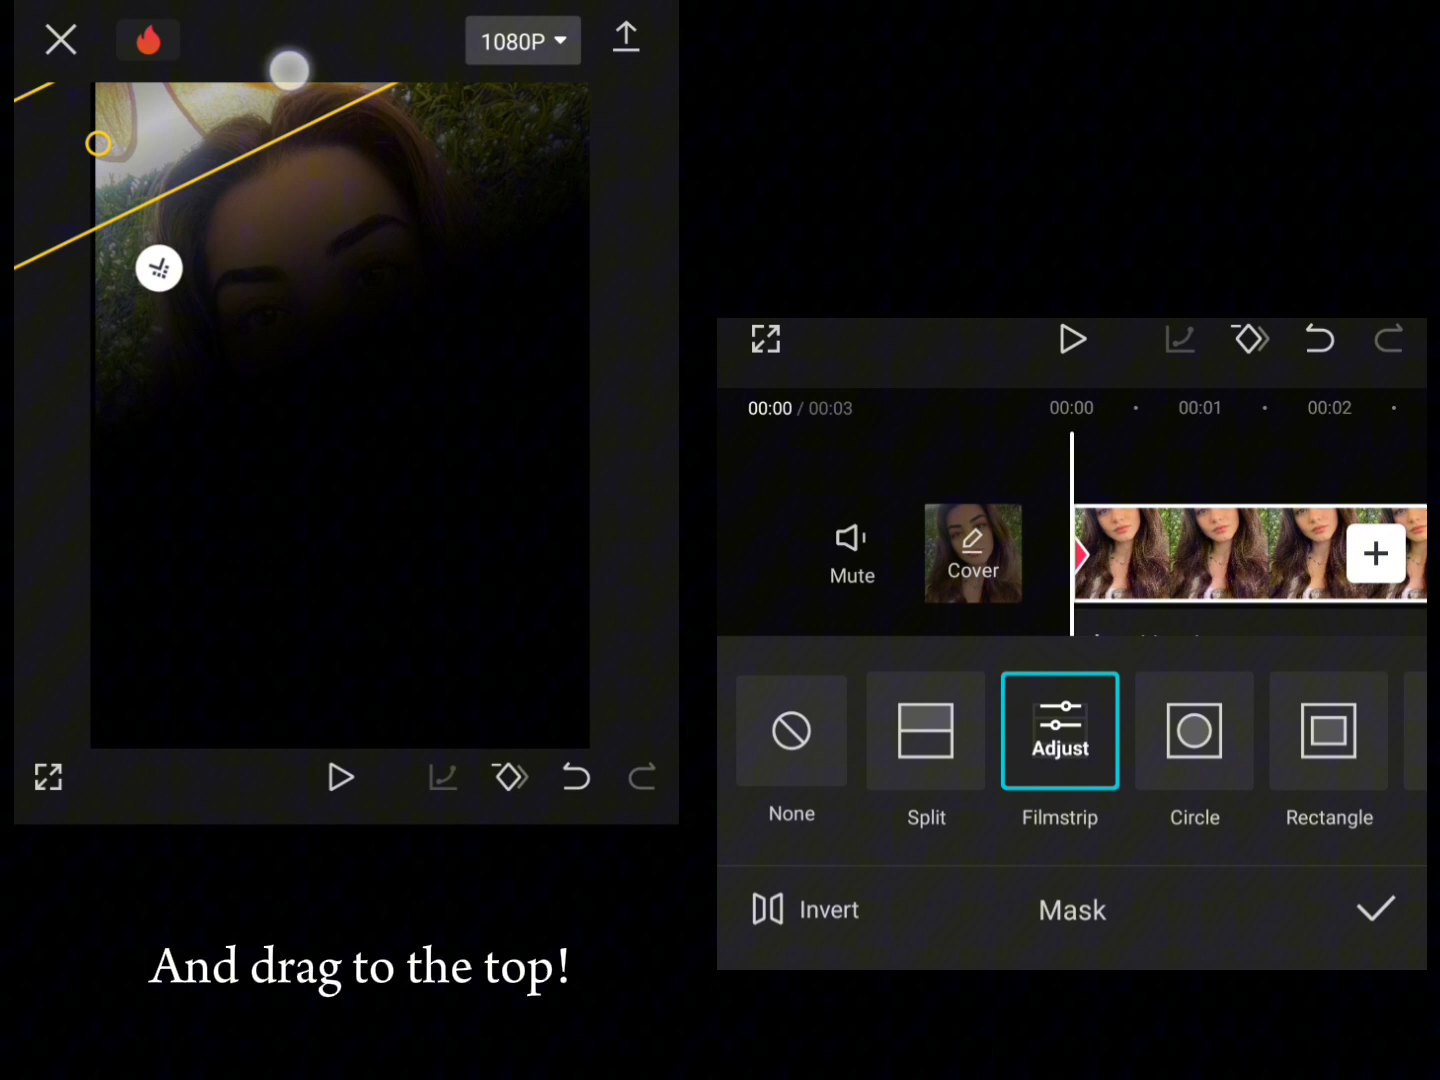 1080P
And drag to the top!
00:00 / 00:03
00:00
00:01
00:02
Mute
Cover
Adjust
None
Split
Filmstrip
Circle
Rectangle
Invert
Mask